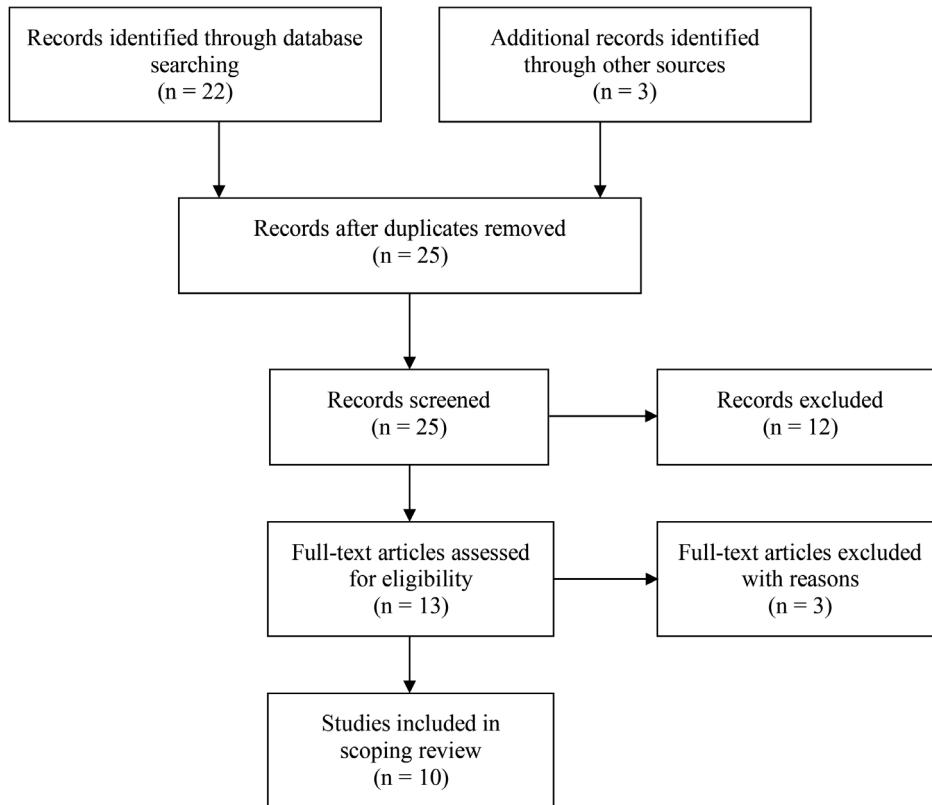 Records identified through database
searching
(n = 22)
Additional records identified
through other sources
(n = 3)
Records after duplicates removed
(n = 25)
Records screened
(n = 25)
Records excluded
(n = 12)
Full-text articles assessed
for eligibility
(n = 13)
Full-text articles excluded
with reasons
(n = 3)
Studies included in
scoping review
(n = 10)